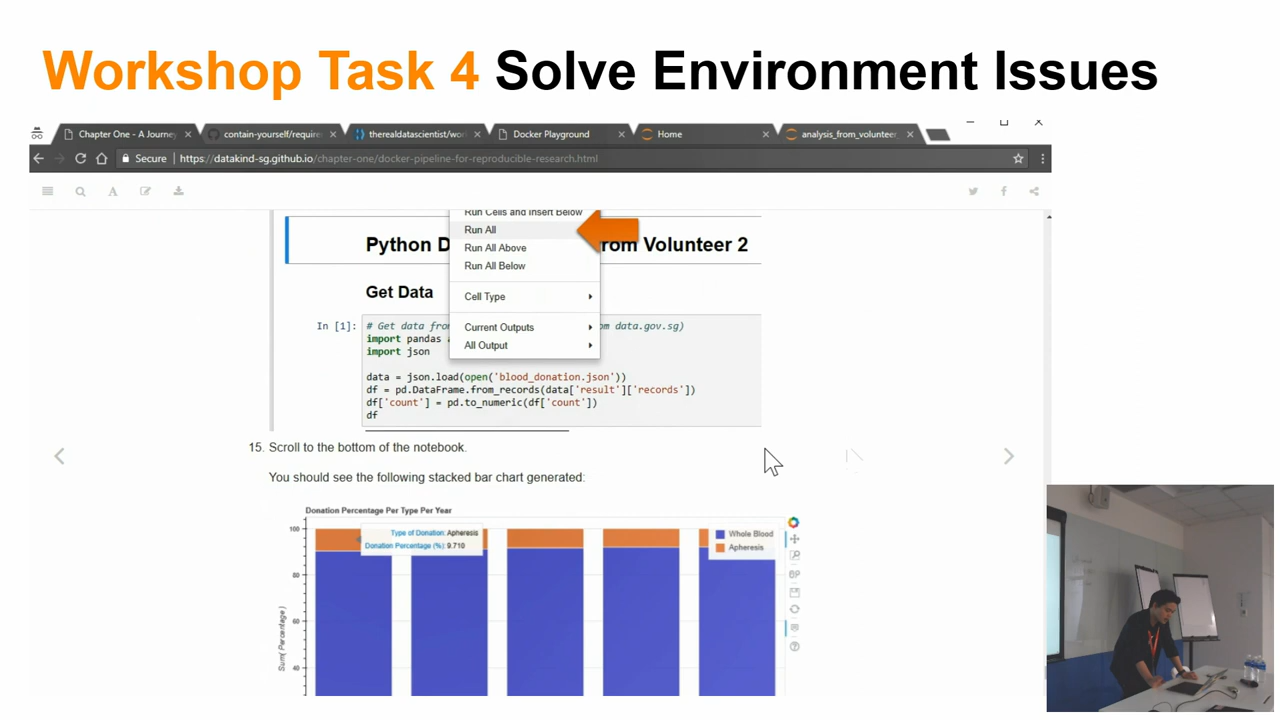 Workshop Task 4 Solve Environment Issues
Chapter One - A Journey
contain-yourself/require
therealdatascientist/wor
Docker Playground
Home
analysis_from_volunteer
Secure
https://datakind-sg.github.io/chapter-one/docker-pipeline-for-reproducible-research.html
Run Cells and Insert Below
Run All
Run All Above
Run All Below
Cell Type
Current Outputs
All Output
Python D
rom Volunteer 2
Get Data
In [1]:
# Get data fro
om data.gov.sg)
import pandas a
import json
data = json.load(open('blood_donation.json'))
df = pd.DataFrame.from_records(data['result']['records'])
df['count'] = pd.to_numeric(df['count'])
df
15. Scroll to the bottom of the notebook.
You should see the following stacked bar chart generated:
Donation Percentage Per Type Per Year
Type of Donation: Apheresis
Donation Percentage (%): 9.710
Whole Blood
Apheresis
100
80
60
40
Sum( Percentage )